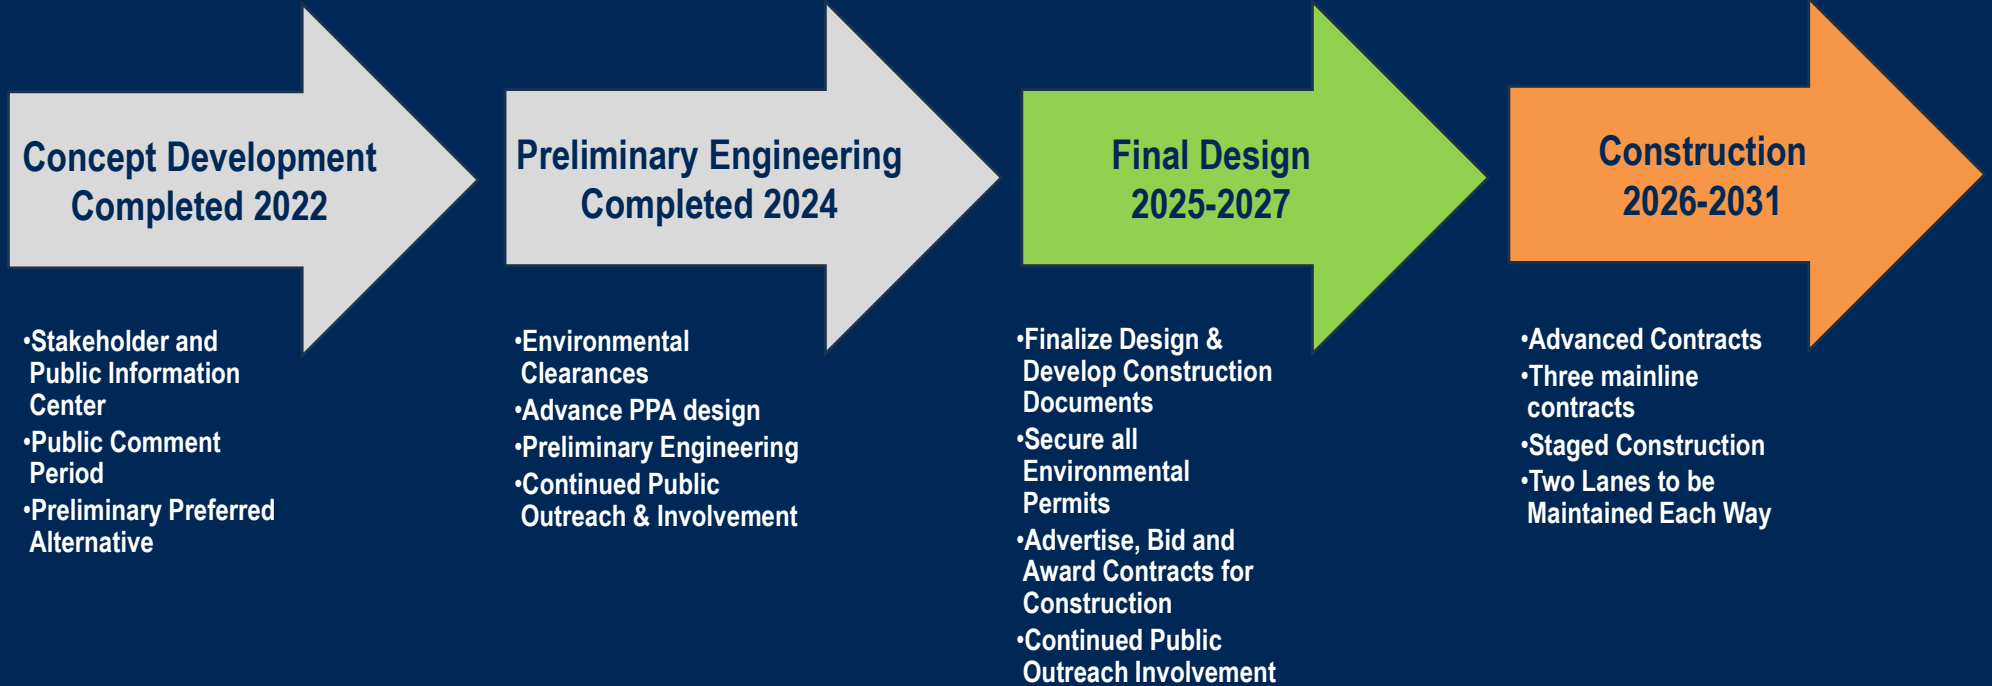 Concept Development
Completed 2022
•Stakeholder and
Public Information
Center
•Public Comment
Period
•Preliminary Preferred
Alternative
Preliminary Engineering
Completed 2024
•Environmental
Clearances
•Advance PPA design
•Preliminary Engineering
•Continued Public
Outreach & Involvement
Final Design
2025-2027
•Finalize Design &
Develop Construction
Documents
•Secure all
Environmental
Permits
•Advertise, Bid and
Award Contracts for
Construction
•Continued Public
Outreach Involvement
Construction
2026-2031
•Advanced Contracts
•Three mainline
contracts
•Staged Construction
•Two Lanes to be
Maintained Each Way